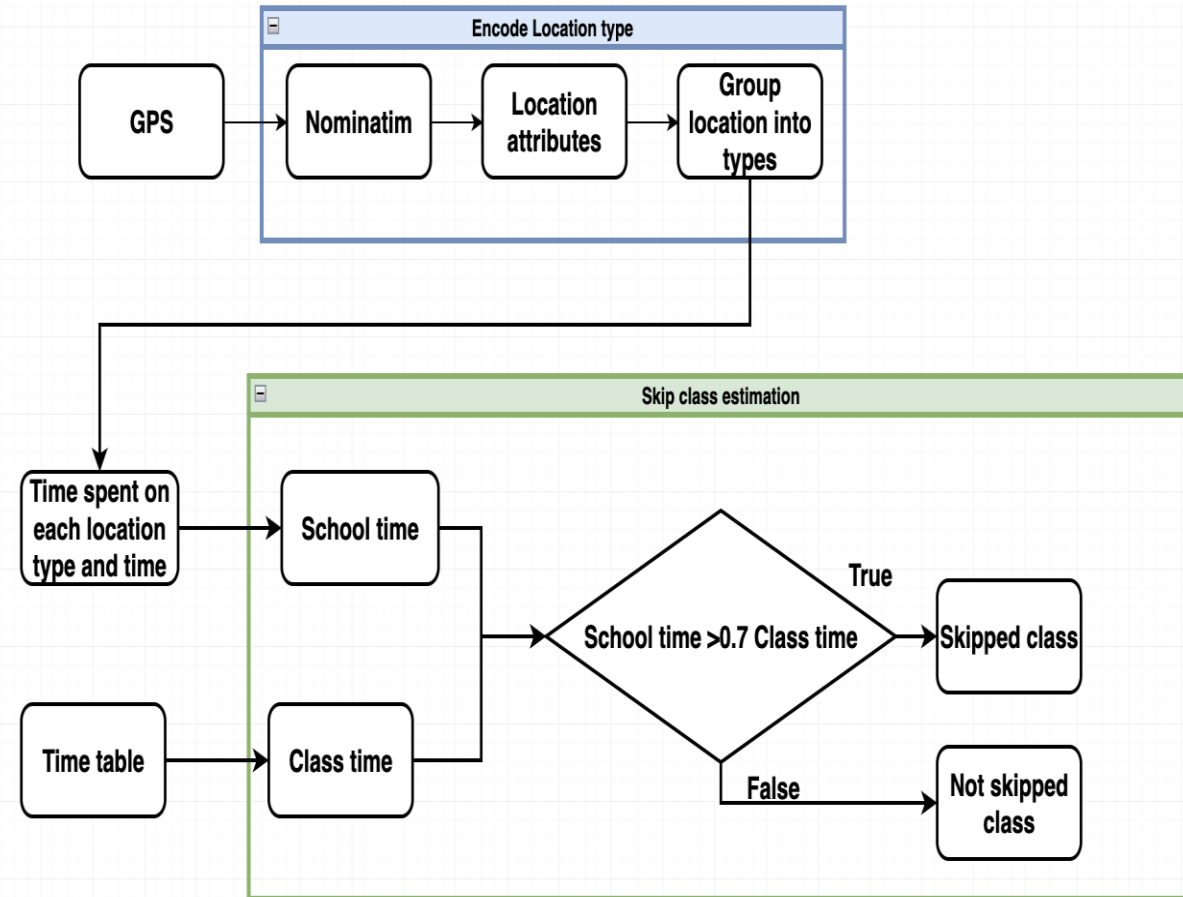 Encode Location type
GPS
Nominatim
Location
attributes
Group
location into
types
Skip class estimation
Time spent on
each location
type and time
School time
School time >0.7 Class time
True
Skipped class
Time table
Class time
False
Not skipped
class